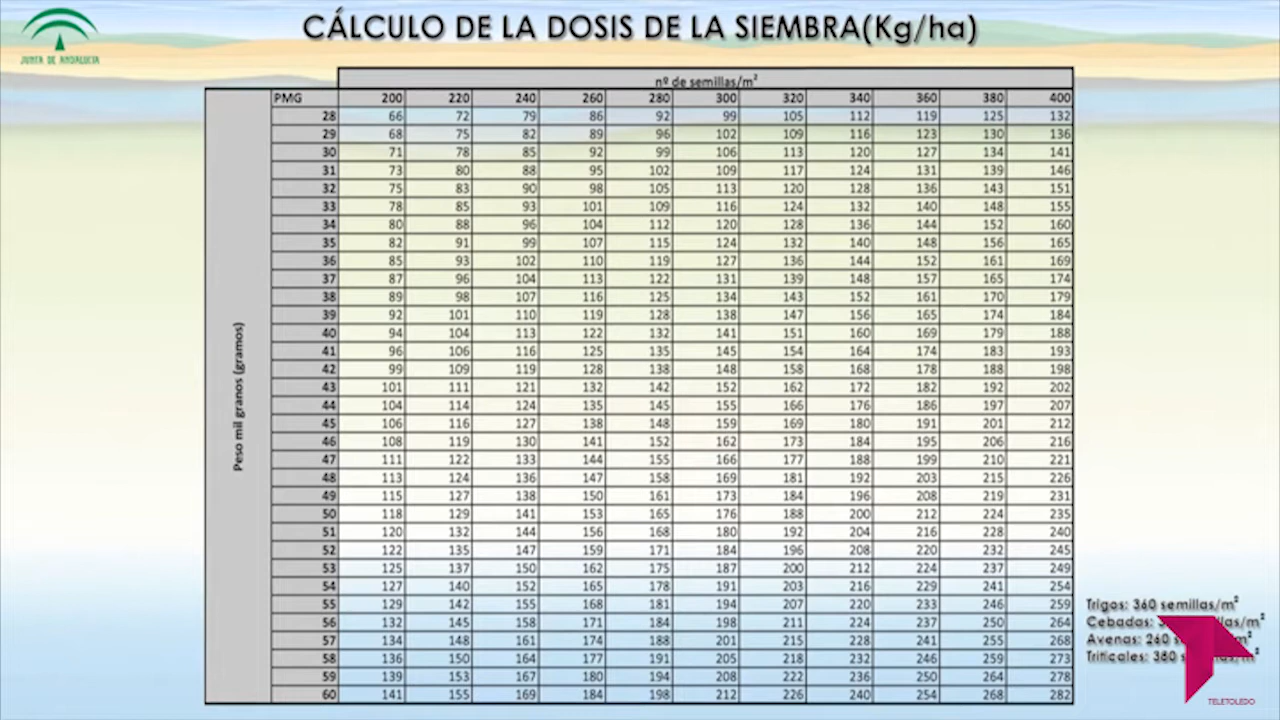 CÁLCULO DE LA DOSIS DE LA SIEMBRA(Kg/ha)
JUNTA DE ANDALUCIA
nº de semillas/m²
PMG 200 220 240 260 280 300 320 340 360 380 400
28 66 72 79 86 92 99 105 112 119 125 132
29 68 75 82 89 96 102 109 116 123 130 136
30 71 78 85 92 99 106 113 120 127 134 141
31 73 80 88 95 102 109 117 124 131 139 146
32 75 83 90 98 105 113 120 128 136 143 151
33 78 85 93 101 109 116 124 132 140 148 155
34 80 88 96 104 112 120 128 136 144 152 160
35 82 91 99 107 115 124 132 140 148 156 165
36 85 93 102 110 119 127 136 144 152 161 169
37 87 96 104 113 122 131 139 148 157 165 174
38 89 98 107 116 125 134 143 152 161 170 179
39 92 101 110 119 128 138 147 156 165 174 184
40 94 104 113 122 132 141 151 160 169 179 188
41 96 106 116 125 135 145 154 164 174 183 193
42 99 109 119 128 138 148 158 168 178 188 198
43 101 111 121 132 142 152 162 172 182 192 202
44 104 114 124 135 145 155 166 176 186 197 207
45 106 116 127 138 148 159 169 180 191 201 212
46 108 119 130 141 152 162 173 184 195 206 216
47 111 122 133 144 155 166 177 188 199 210 221
48 113 124 136 147 158 169 181 192 203 215 226
49 115 127 138 150 161 173 184 196 208 219 231
50 118 129 141 153 165 176 188 200 212 224 235
51 120 132 144 156 168 180 192 204 216 228 240
52 122 135 147 159 171 184 196 208 220 232 245
53 125 137 150 162 175 187 200 212 224 237 249
54 127 140 152 165 178 191 203 216 229 241 254
55 129 142 155 168 181 194 207 220 233 246 259
56 132 145 158 171 184 198 211 224 237 250 264
57 134 148 161 174 188 201 215 228 241 255 268
58 136 150 164 177 191 205 218 232 246 259 273
59 139 153 167 180 194 208 222 236 250 264 278
60 141 155 169 184 198 212 226 240 254 268 282
Peso mil granos (gramos)
Trigos: 360 semillas/m²
Cebadas:
Avenas: 260
Triticales: 380
TELETOLEDO